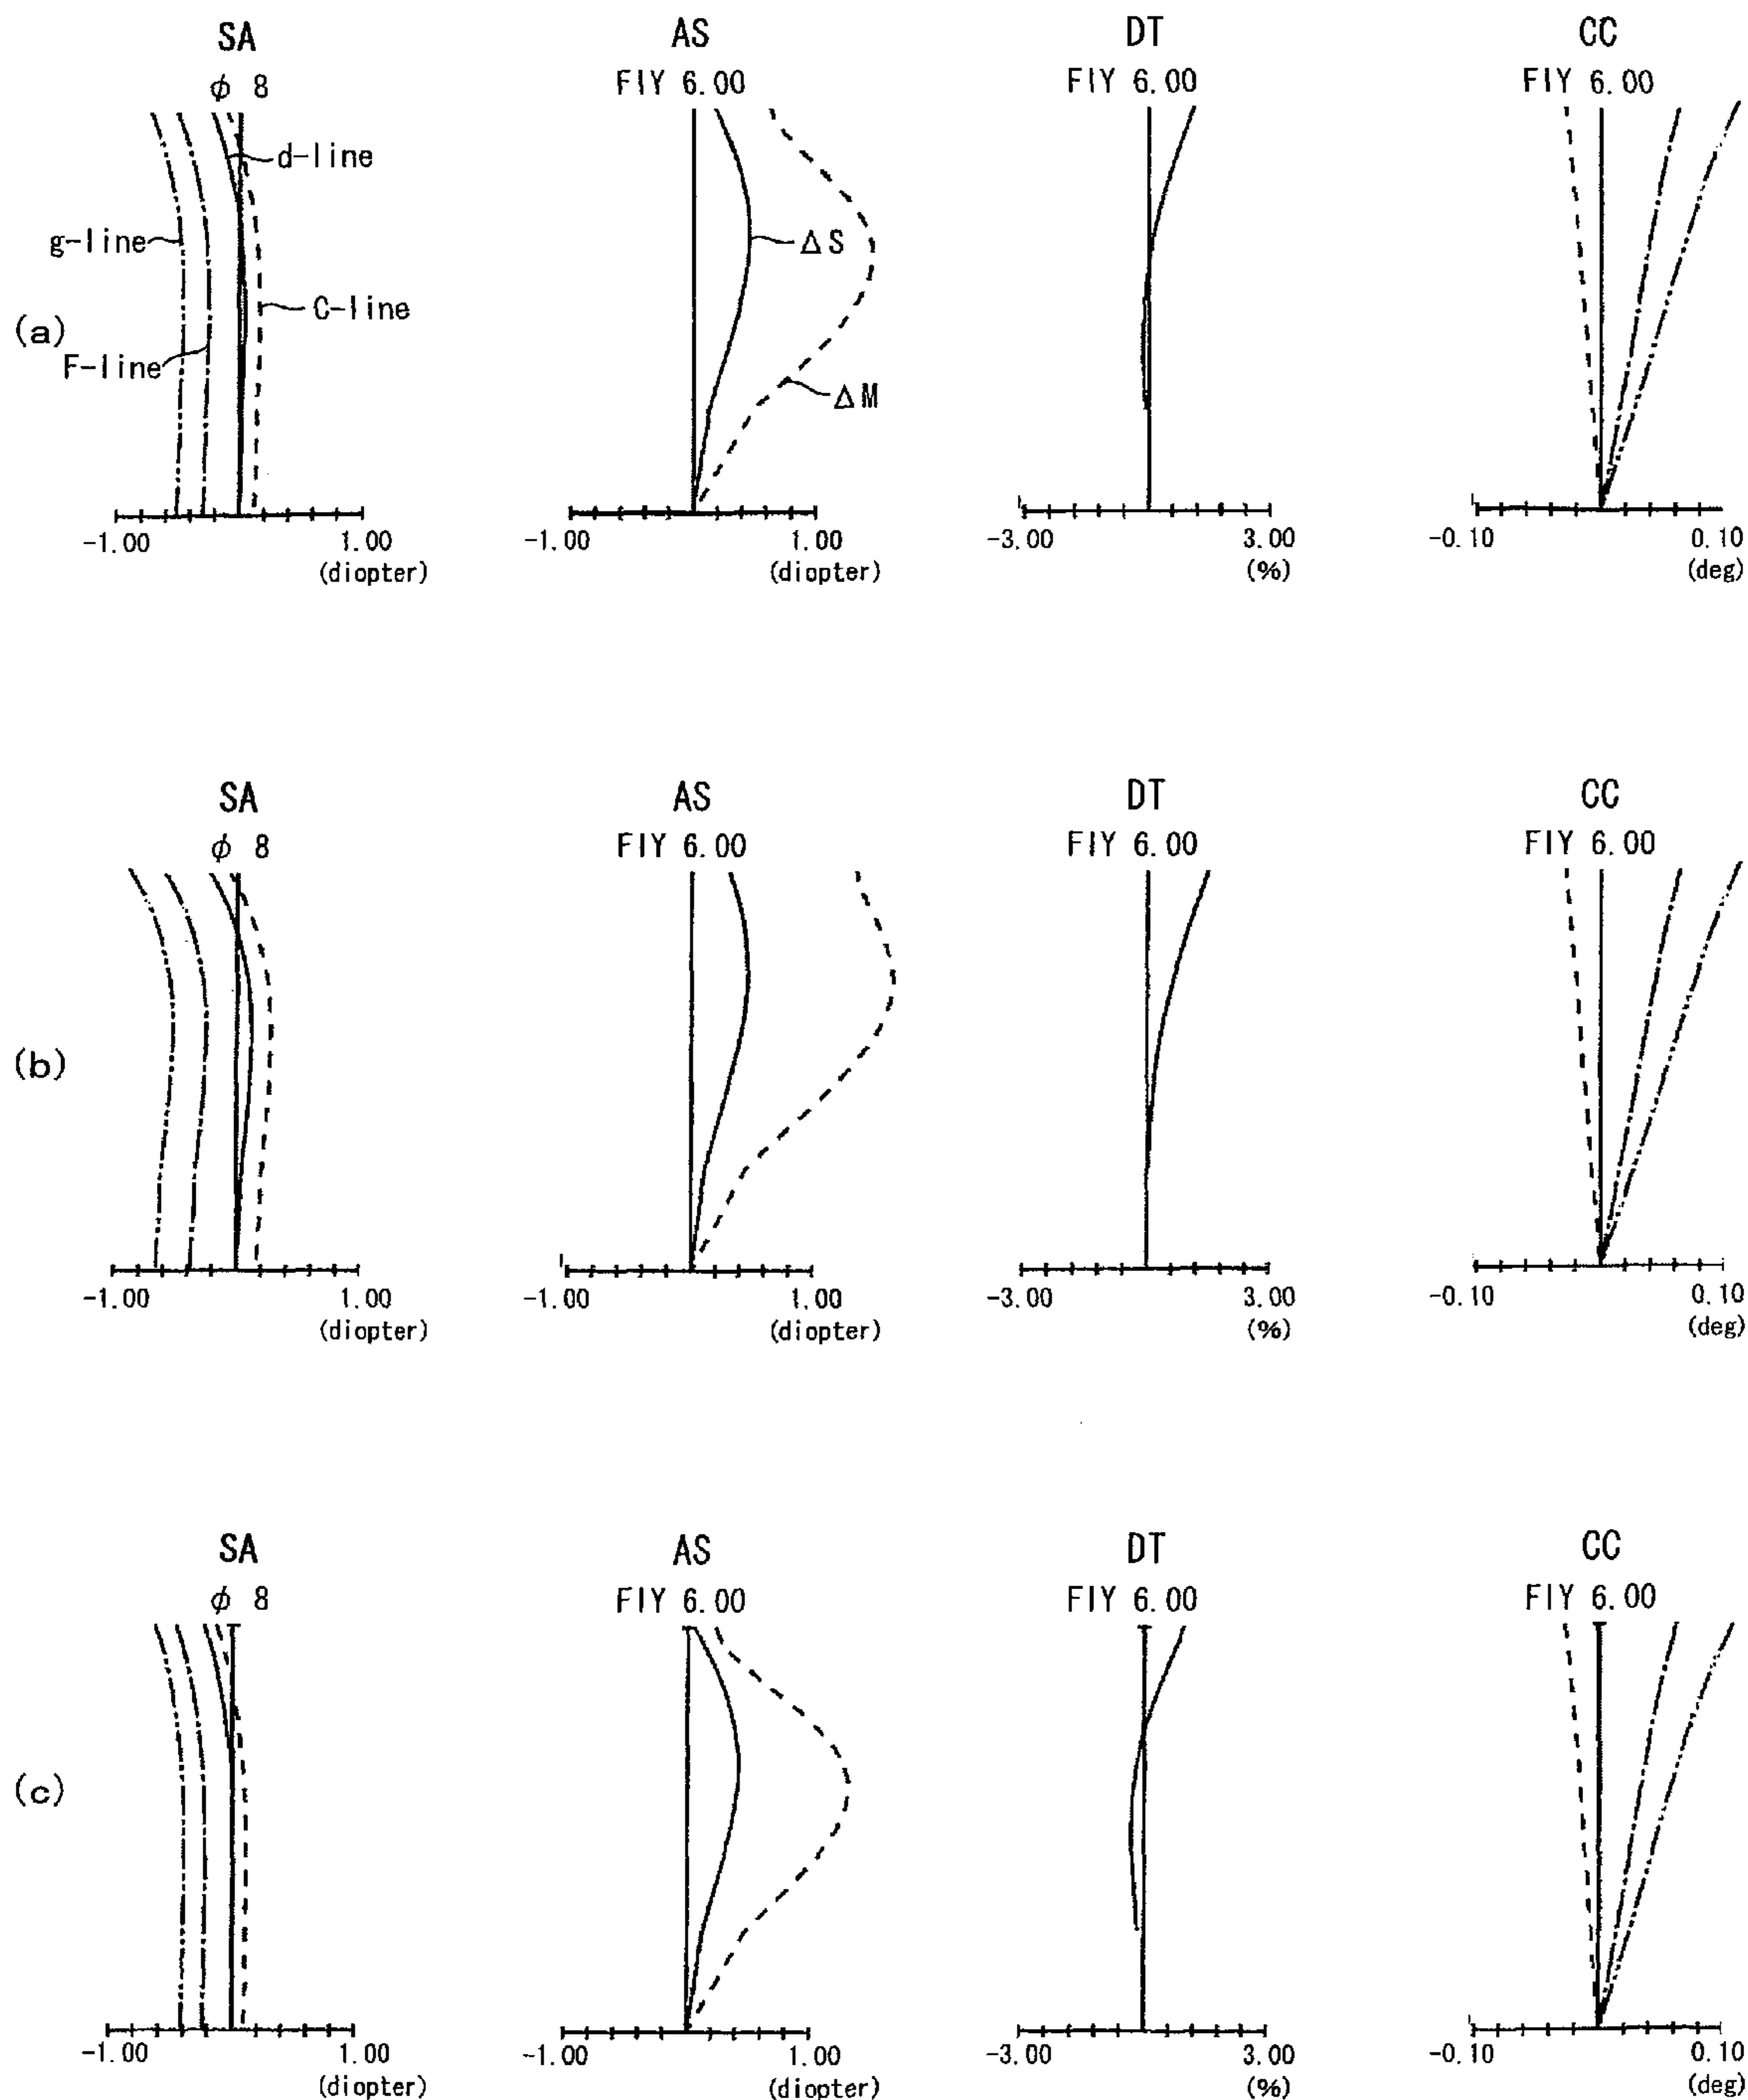 SA AS DT CC
φ 8 FIY 6.00 FIY 6.00 FIY 6.00
d-line
g-line
ΔS
C-line
(a)
F-line
ΔM
-1.00 1.00 -1.00 1.00 -3.00 3.00 -0.10 0.10
(diopter) (diopter) (%) (deg)
SA AS DT CC
φ 8 FIY 6.00 FIY 6.00 FIY 6.00
(b)
-1.00 1.00 -1.00 1.00 -3.00 3.00 -0.10 0.10
(diopter) (diopter) (%) (deg)
SA AS DT CC
φ 8 FIY 6.00 FIY 6.00 FIY 6.00
(c)
-1.00 1.00 -1.00 1.00 -3.00 3.00 -0.10 0.10
(diopter) (diopter) (%) (deg)